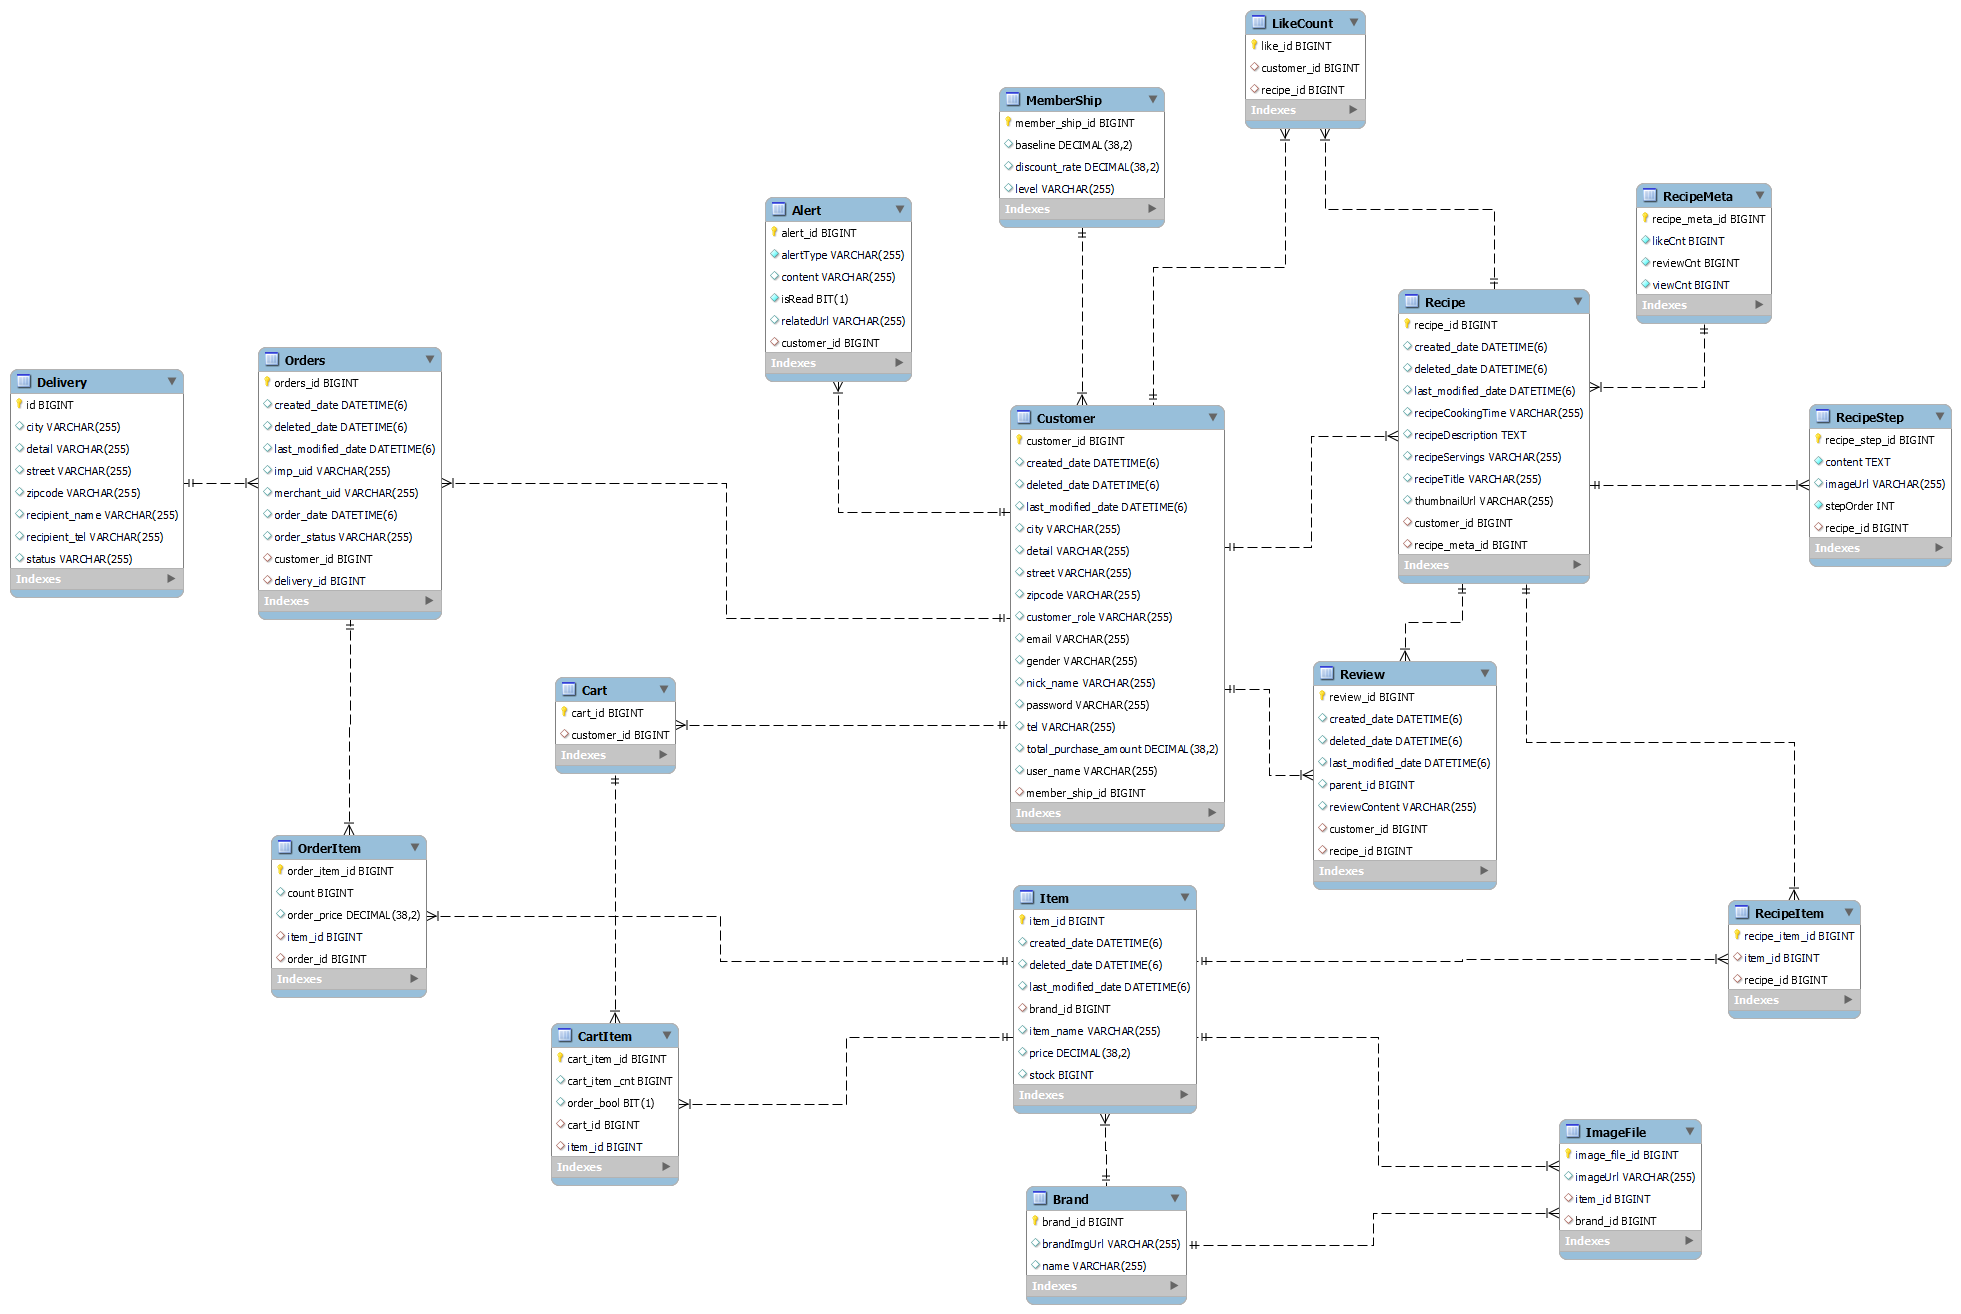 LikeCount
like_id BIGINT
customer_id BIGINT
recipe_id BIGINT
Indexes
MemberShip
member_ship_id BIGINT
baseline DECIMAL(38,2)
discount_rate DECIMAL(38,2)
level VARCHAR(255)
Indexes
RecipeMeta
recipe_meta_id BIGINT
likeCnt BIGINT
reviewCnt BIGINT
viewCnt BIGINT
Indexes
Alert
alert_id BIGINT
alertType VARCHAR(255)
content VARCHAR(255)
isRead BIT(1)
relatedUrl VARCHAR(255)
customer_id BIGINT
Indexes
Recipe
recipe_id BIGINT
created_date DATETIME(6)
deleted_date DATETIME(6)
last_modified_date DATETIME(6)
recipeCookingTime VARCHAR(255)
recipeDescription TEXT
recipeServings VARCHAR(255)
recipeTitle VARCHAR(255)
thumbnailUrl VARCHAR(255)
customer_id BIGINT
recipe_meta_id BIGINT
Indexes
Orders
orders_id BIGINT
created_date DATETIME(6)
deleted_date DATETIME(6)
last_modified_date DATETIME(6)
imp_uid VARCHAR(255)
merchant_uid VARCHAR(255)
order_date DATETIME(6)
order_status VARCHAR(255)
customer_id BIGINT
delivery_id BIGINT
Indexes
Delivery
id BIGINT
city VARCHAR(255)
detail VARCHAR(255)
street VARCHAR(255)
zipcode VARCHAR(255)
recipient_name VARCHAR(255)
recipient_tel VARCHAR(255)
status VARCHAR(255)
Indexes
Customer
customer_id BIGINT
created_date DATETIME(6)
deleted_date DATETIME(6)
last_modified_date DATETIME(6)
city VARCHAR(255)
detail VARCHAR(255)
street VARCHAR(255)
zipcode VARCHAR(255)
customer_role VARCHAR(255)
email VARCHAR(255)
gender VARCHAR(255)
nick_name VARCHAR(255)
password VARCHAR(255)
tel VARCHAR(255)
total_purchase_amount DECIMAL(38,2)
user_name VARCHAR(255)
member_ship_id BIGINT
Indexes
RecipeStep
recipe_step_id BIGINT
content TEXT
imageUrl VARCHAR(255)
stepOrder INT
recipe_id BIGINT
Indexes
Review
review_id BIGINT
created_date DATETIME(6)
deleted_date DATETIME(6)
last_modified_date DATETIME(6)
parent_id BIGINT
reviewContent VARCHAR(255)
customer_id BIGINT
recipe_id BIGINT
Indexes
Cart
cart_id BIGINT
customer_id BIGINT
Indexes
OrderItem
order_item_id BIGINT
count BIGINT
order_price DECIMAL(38,2)
item_id BIGINT
order_id BIGINT
Indexes
Item
item_id BIGINT
created_date DATETIME(6)
deleted_date DATETIME(6)
last_modified_date DATETIME(6)
brand_id BIGINT
item_name VARCHAR(255)
price DECIMAL(38,2)
stock BIGINT
Indexes
RecipeItem
recipe_item_id BIGINT
item_id BIGINT
recipe_id BIGINT
Indexes
CartItem
cart_item_id BIGINT
cart_item_cnt BIGINT
order_bool BIT(1)
cart_id BIGINT
item_id BIGINT
Indexes
ImageFile
image_file_id BIGINT
imageUrl VARCHAR(255)
item_id BIGINT
brand_id BIGINT
Indexes
Brand
brand_id BIGINT
brandImgUrl VARCHAR(255)
name VARCHAR(255)
Indexes